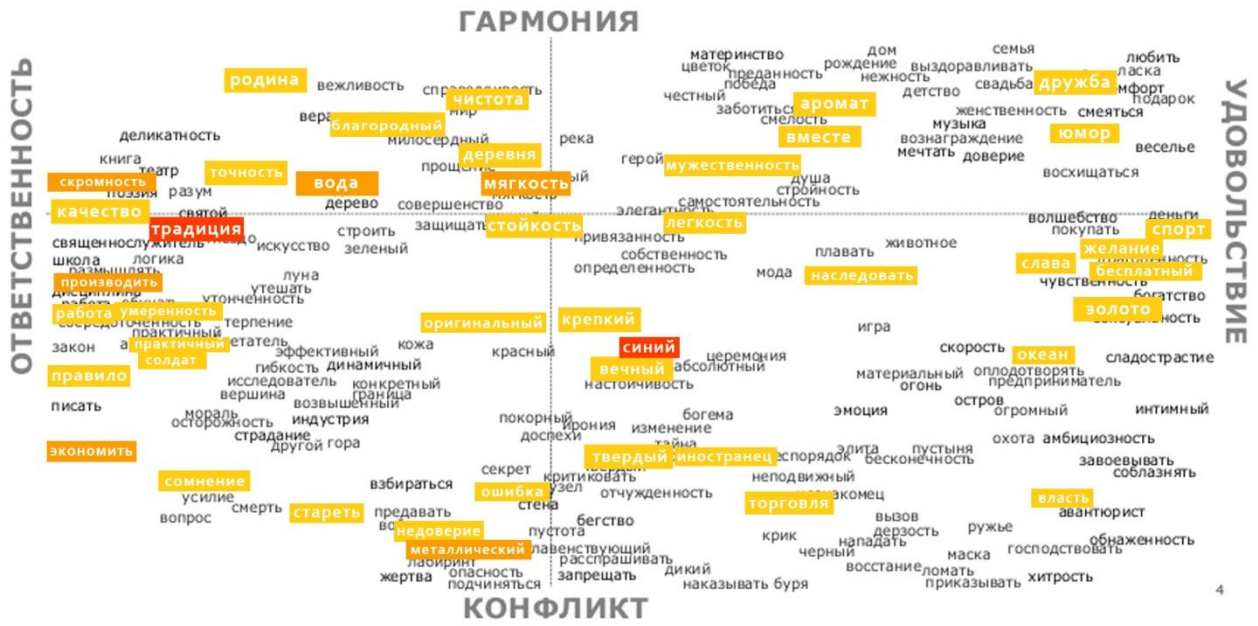 ГАРМОНИЯ
ОТВЕТСТВЕННОСТЬ
УДОВОЛЬСТВИЕ
материнство дом семья любить
цветок преданность рождение выздоравливать ласка
родина вежливость победа нежность свадьба дружба
чистота честный детство подарок
аромат женственность смеяться
мир заботиться смелость музыка
благородный вместе юмор
деликатность милосердный река вознаграждение веселье
книга деревня герой мужественность мечтать доверие
театр точность душа восхищаться
скромность вода мягкость стойность
поэзия разум
дерево совершенство самостоятельность
качество святой элегантность волшебство деньги
традиция строить защищать стойкость легкость покупать спорт
священнослужитель искусство зеленый привязанность животное желание
школа логика собственность плавать слава
размышлять луна определенность мода наследовать бесплатный
производить утешать чувственность
дисциплина утонченность богатство
работа умеренность золото
сосредоточенность терпение оригинальный крепкий игра
практичный
закон практичный кожа синий скорость
солдат эффективный красный церемония океан сладострастие
правило гибкость динамичный вечный абсолютный оплодотворять
исследователь конкретный настойчивость материальный предприниматель
вершина граница огонь
писать возвышенный остров
мораль эмоция огромный интимный
осторожность индустрия покорный ирония богема
страдание доспехи изменение
другой гора тайна охота амбициозность
экономить твердый иностранец элита пустыня
бесконечность завоевывать
сомнение секрет критиковать неподвижный соблазнять
взбираться
усилие ошибка узел отчужденность власть
смерть стареть предавать стена торговля авантюрист
вопрос бегство вызов
недоверие пустота крик дерзость ружье обнаженность
металлический расспрашивать черный нападать маска господствовать
лабиринт восстание
жертва опасность запрещать дикий ломать хитрость
подчиняться наказывать буря приказывать
4
КОНФЛИКТ